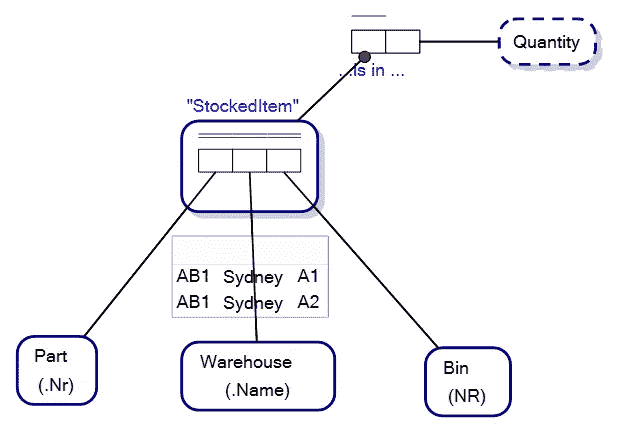 Quantity
...is in ...
"StockedItem"
AB1 Sydney A1
AB1 Sydney A2
Part
(.Nr)
Warehouse
(.Name)
Bin
(NR)